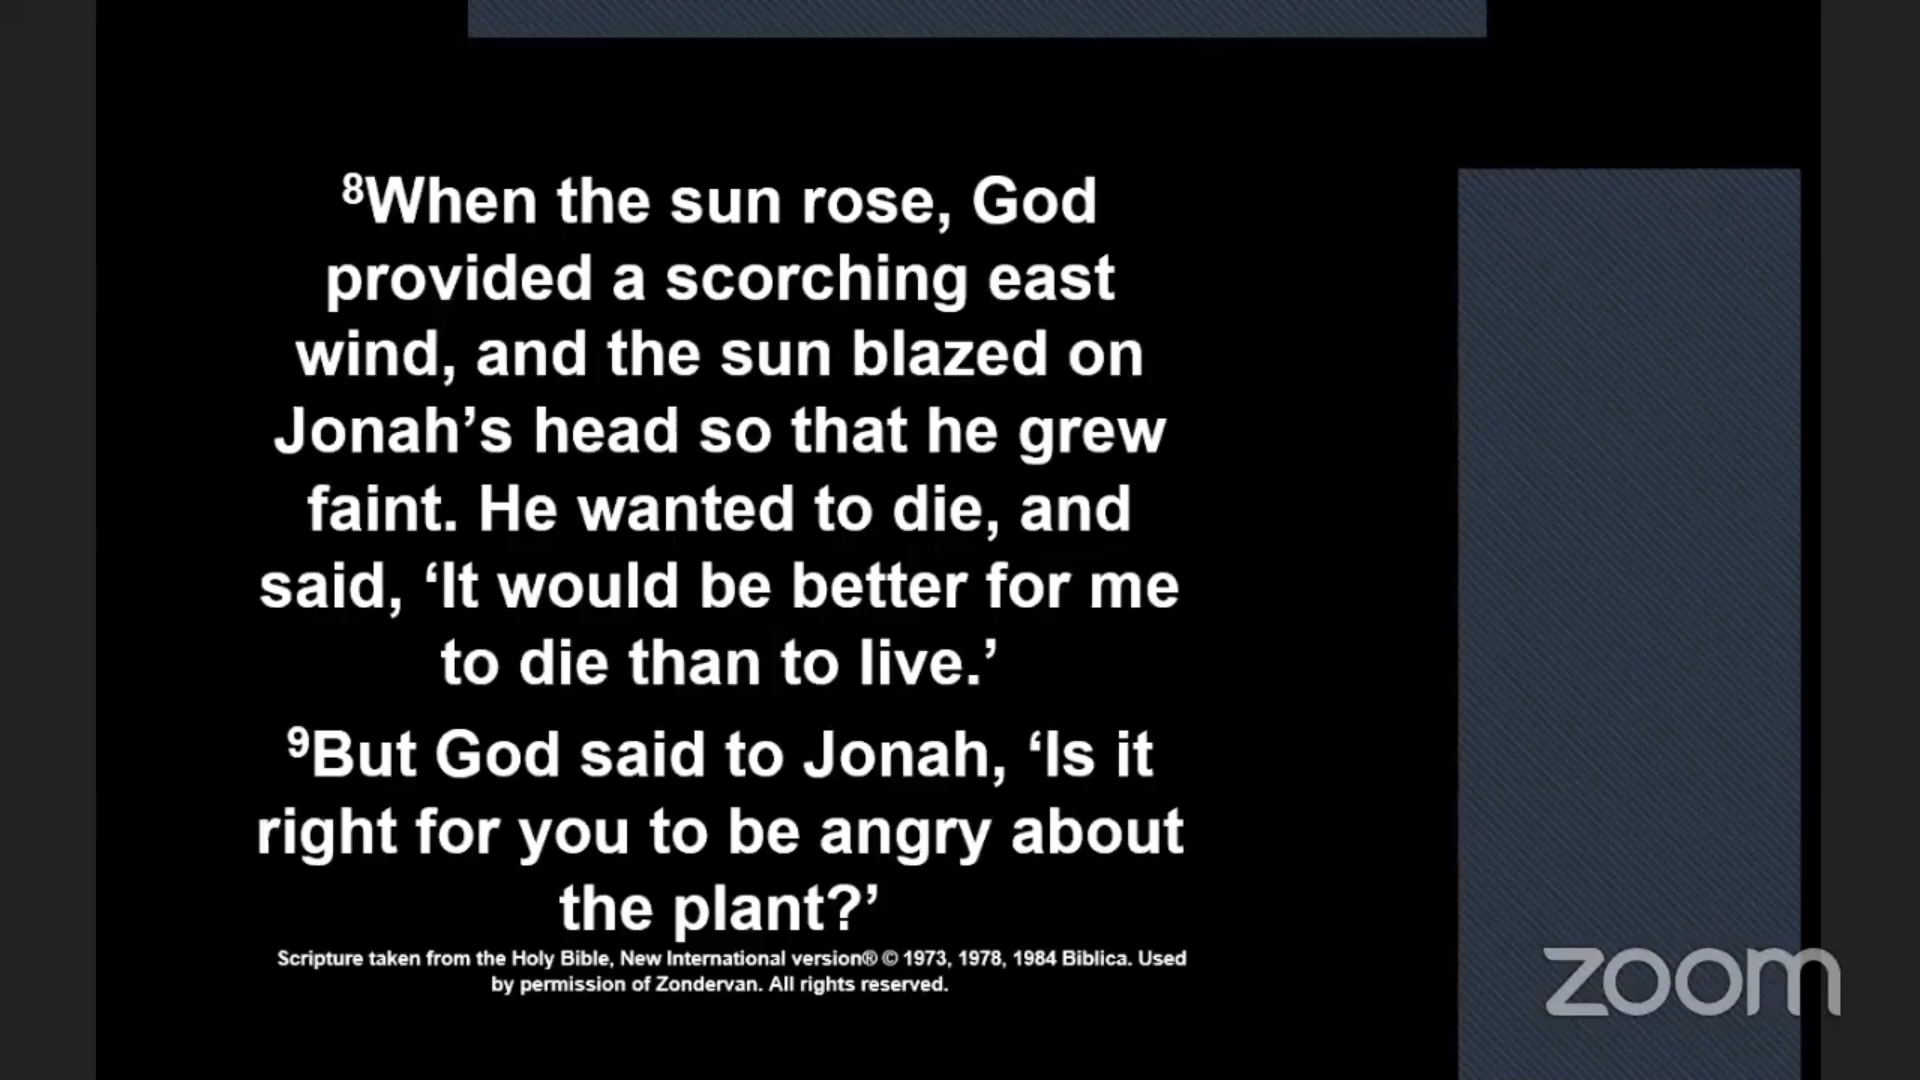 ⁸When the sun rose, God
provided a scorching east
wind, and the sun blazed on
Jonah’s head so that he grew
faint. He wanted to die, and
said, ‘It would be better for me
to die than to live.’
⁹But God said to Jonah, ‘Is it
right for you to be angry about
the plant?’
Scripture taken from the Holy Bible, New International version® © 1973, 1978, 1984 Biblica. Used
by permission of Zondervan. All rights reserved.
zoom